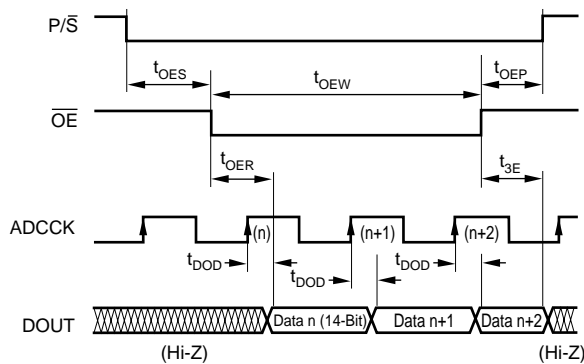 P/S̅
tOES
tOEW
tOEP
O̅E̅
tOER
t3E
ADCCK
(n)
(n+1)
(n+2)
tDOD
tDOD
tDOD
DOUT
Data n (14-Bit)
Data n+1
Data n+2
(Hi-Z)
(Hi-Z)